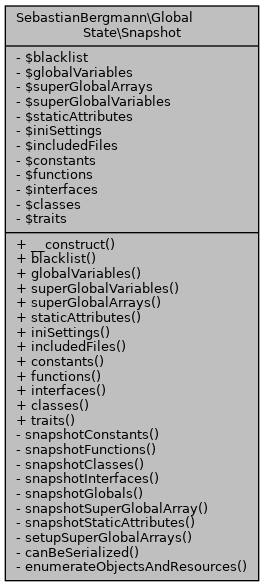 SebastianBergmann\Global
State\Snapshot
- $blacklist
- $globalVariables
- $superGlobalArrays
- $superGlobalVariables
- $staticAttributes
- $iniSettings
- $includedFiles
- $constants
- $functions
- $interfaces
- $classes
- $traits
+ __construct()
+ blacklist()
+ globalVariables()
+ superGlobalVariables()
+ superGlobalArrays()
+ staticAttributes()
+ iniSettings()
+ includedFiles()
+ constants()
+ functions()
+ interfaces()
+ classes()
+ traits()
- snapshotConstants()
- snapshotFunctions()
- snapshotClasses()
- snapshotInterfaces()
- snapshotGlobals()
- snapshotSuperGlobalArray()
- snapshotStaticAttributes()
- setupSuperGlobalArrays()
- canBeSerialized()
- enumerateObjectsAndResources()